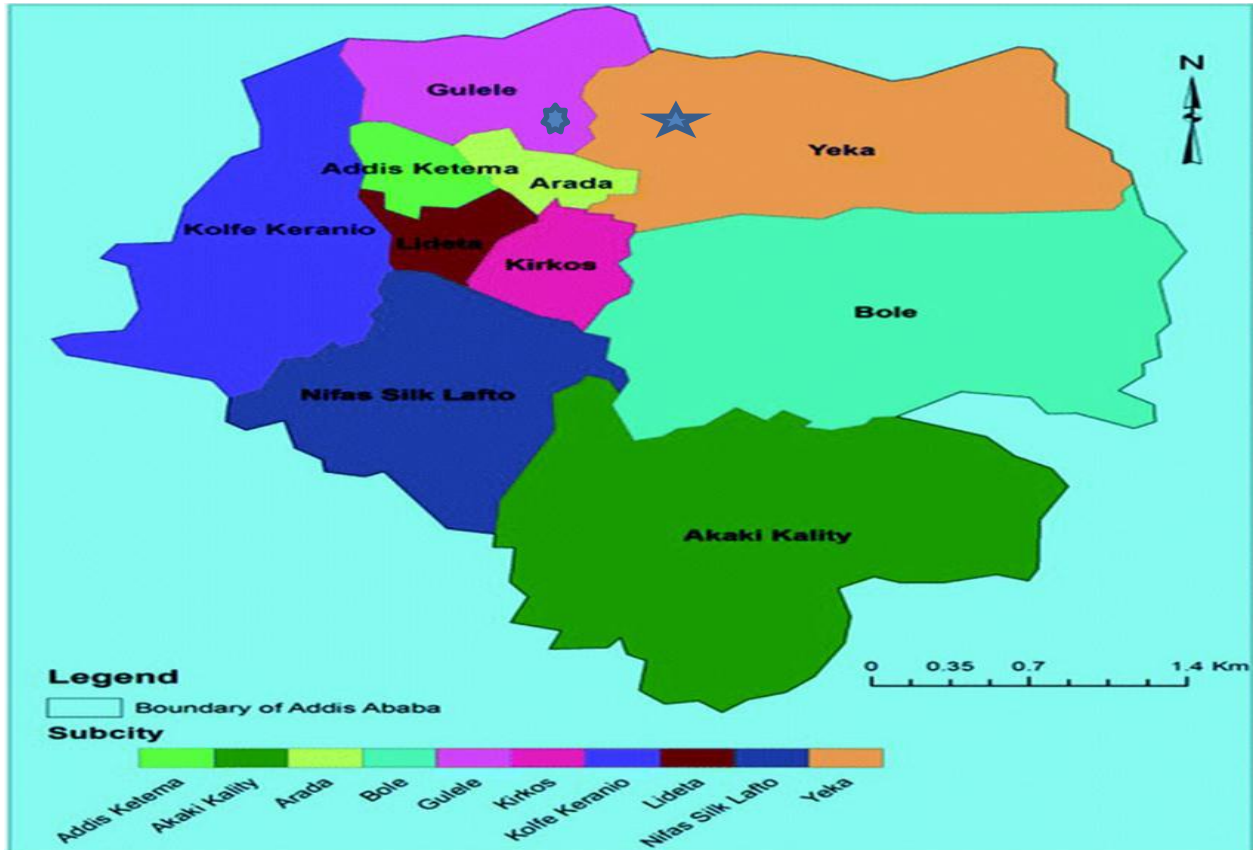 N
Gulele
Yeka
Addis Ketema
Arada
Kolfe Keranio
Lideta
Kirkos
Bole
Nifas Silk Lafto
Akaki Kality
0 0.35 0.7 1.4 Km
Legend
Boundary of Addis Ababa
Subcity
Addis Ketema
Akaki Kality
Arada
Bole
Gulele
Kirkos
Kolfe Keranio
Lideta
Nifas Silk Lafto
Yeka